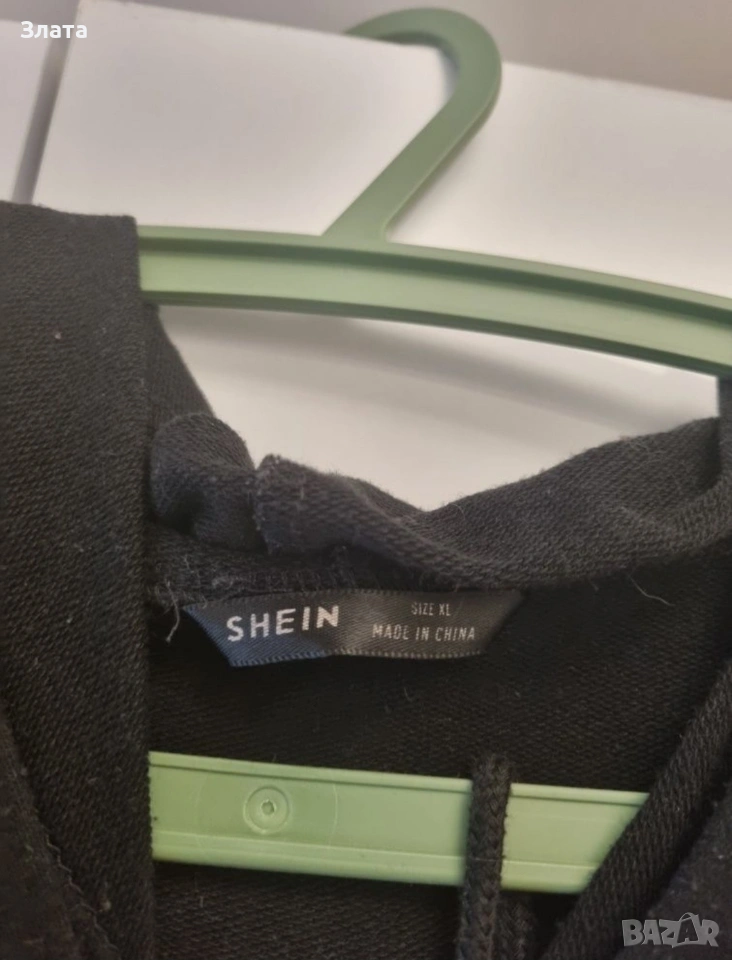 Злата
SHEIN
SIZE XL
MADE IN CHINA
BAZAR